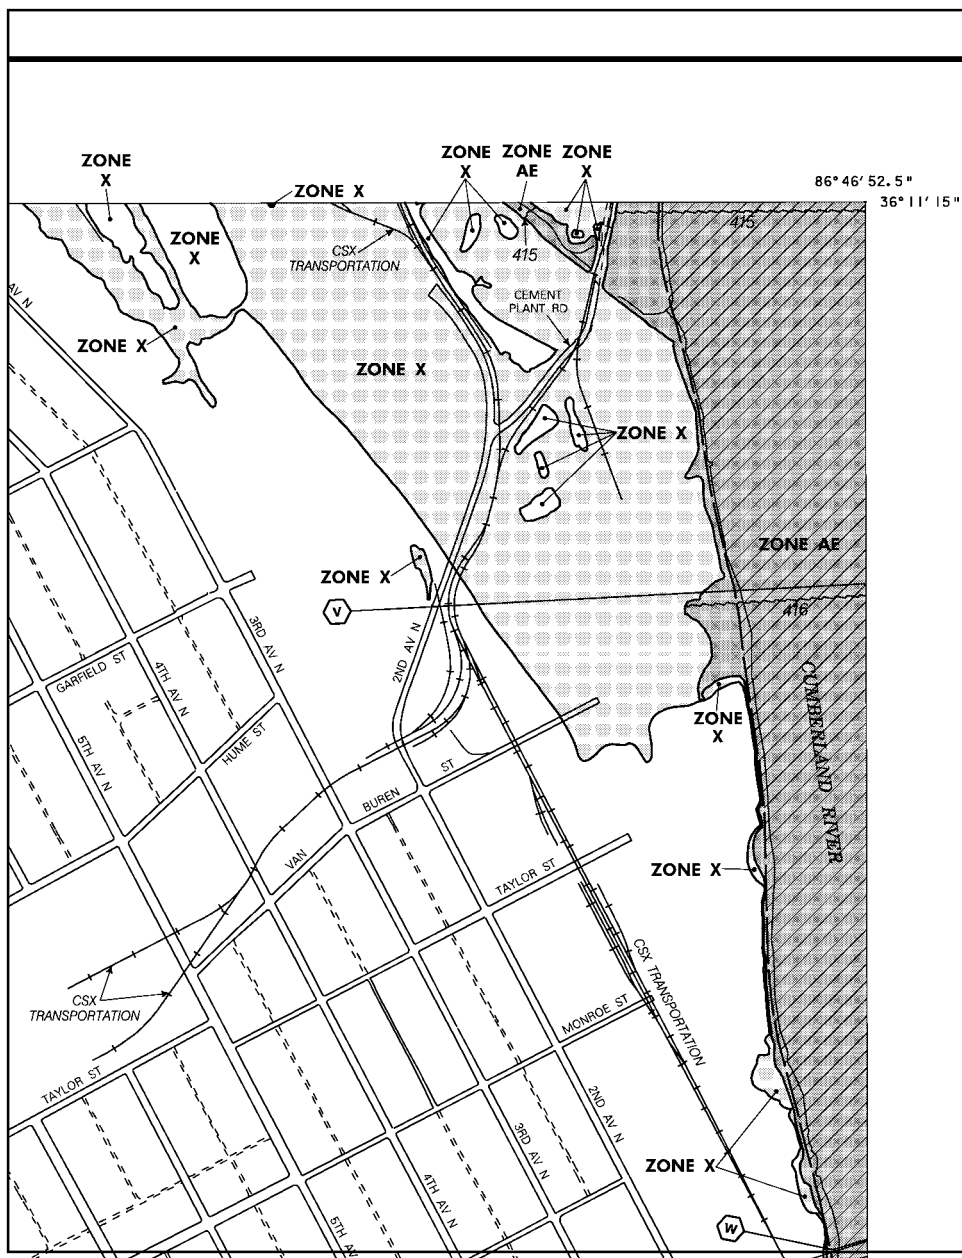 ZONE
X
ZONE X
ZONE
X
ZONE
AE
ZONE
X
86° 46' 52.5"
36° 11' 15"
415
ZONE
X
CSX
TRANSPORTATION
415
AV N
CEMENT
PLANT RD
ZONE X
ZONE X
ZONE X
ZONE AE
ZONE X
V
416
3RD AV N
2ND AV N
GARFIELD ST
4TH AV N
CUMBERLAND RIVER
ZONE
X
HUME ST
5TH AV N
ST
BUREN
VAN
TAYLOR ST
ZONE X
CSX TRANSPORTATION
CSX
TRANSPORTATION
MONROE ST
TAYLOR ST
2ND AV N
3RD AV N
ZONE X
4TH AV N
5TH AV N
W